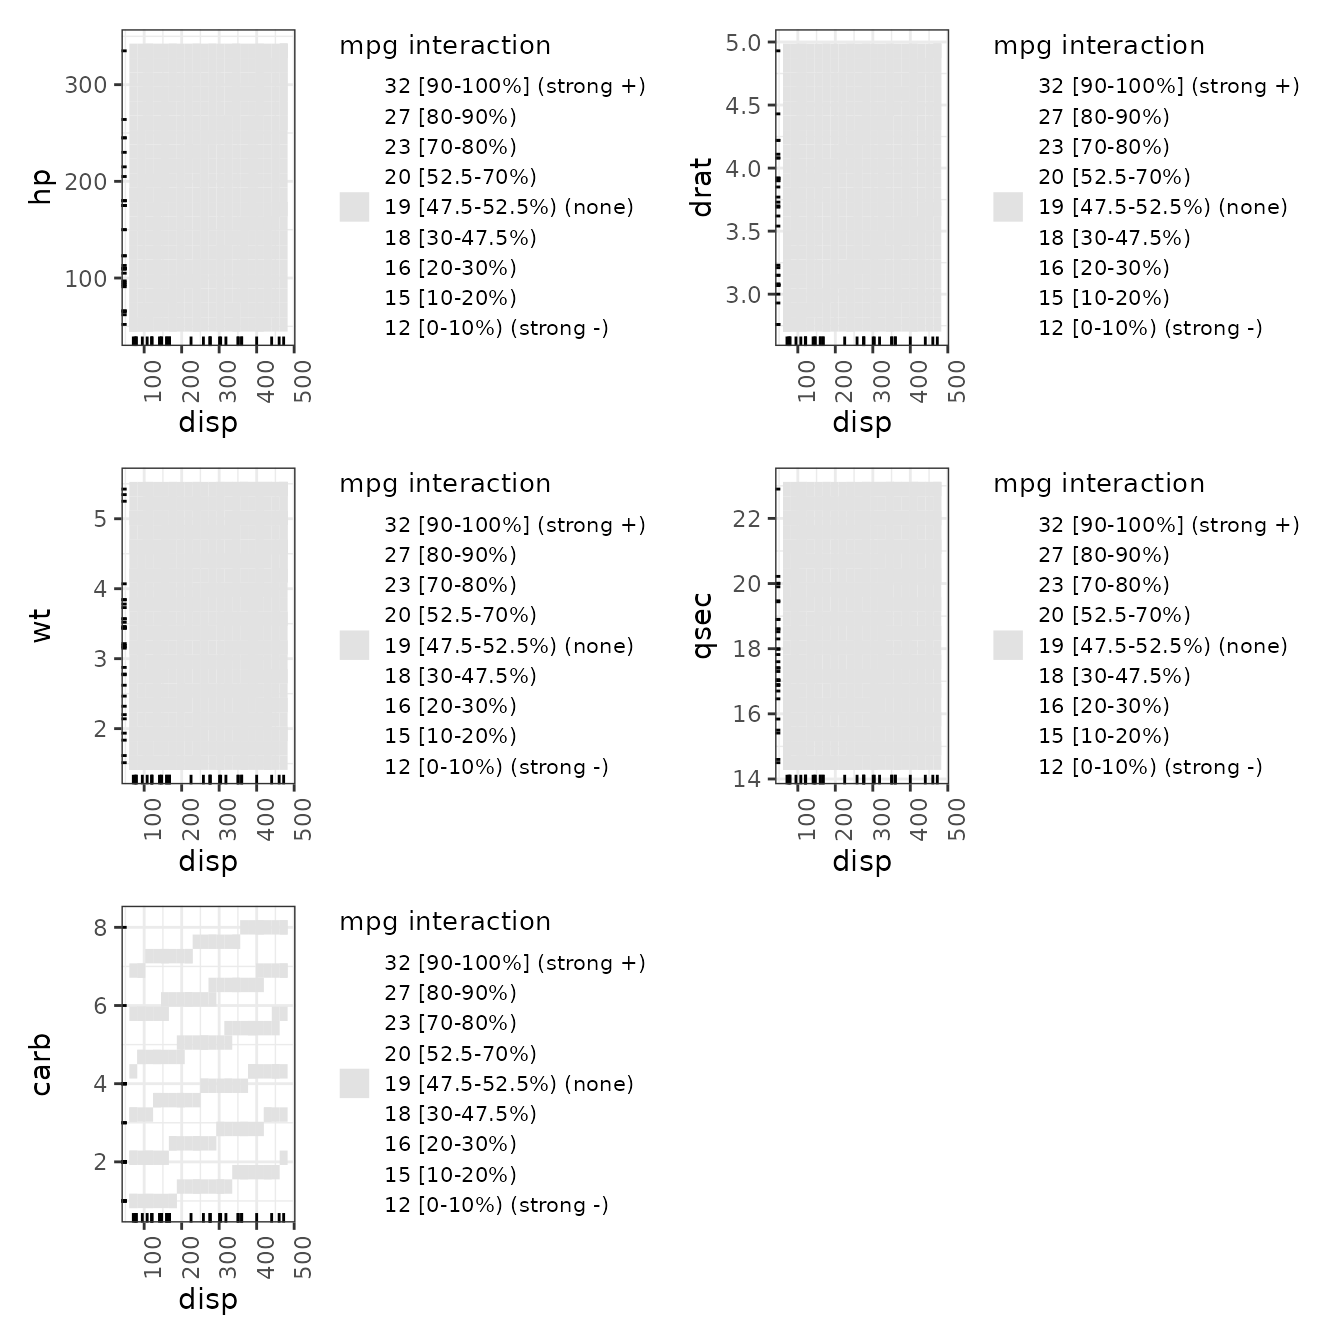 hp
300
200
100
100
200
300
400
500
disp
mpg interaction
32 [90-100%] (strong +)
27 [80-90%)
23 [70-80%)
20 [52.5-70%)
19 [47.5-52.5%) (none)
18 [30-47.5%)
16 [20-30%)
15 [10-20%)
12 [0-10%) (strong -)
drat
5.0
4.5
4.0
3.5
3.0
100
200
300
400
500
disp
mpg interaction
32 [90-100%] (strong +)
27 [80-90%)
23 [70-80%)
20 [52.5-70%)
19 [47.5-52.5%) (none)
18 [30-47.5%)
16 [20-30%)
15 [10-20%)
12 [0-10%) (strong -)
wt
5
4
3
2
100
200
300
400
500
disp
mpg interaction
32 [90-100%] (strong +)
27 [80-90%)
23 [70-80%)
20 [52.5-70%)
19 [47.5-52.5%) (none)
18 [30-47.5%)
16 [20-30%)
15 [10-20%)
12 [0-10%) (strong -)
qsec
22
20
18
16
14
100
200
300
400
500
disp
mpg interaction
32 [90-100%] (strong +)
27 [80-90%)
23 [70-80%)
20 [52.5-70%)
19 [47.5-52.5%) (none)
18 [30-47.5%)
16 [20-30%)
15 [10-20%)
12 [0-10%) (strong -)
carb
8
6
4
2
100
200
300
400
500
disp
mpg interaction
32 [90-100%] (strong +)
27 [80-90%)
23 [70-80%)
20 [52.5-70%)
19 [47.5-52.5%) (none)
18 [30-47.5%)
16 [20-30%)
15 [10-20%)
12 [0-10%) (strong -)